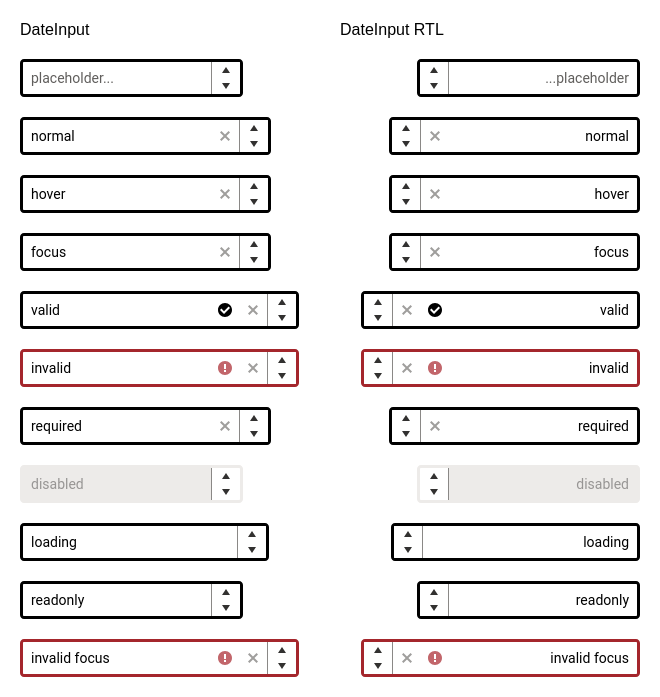 DateInput
DateInput RTL
placeholder...
...placeholder
normal
normal
hover
hover
focus
focus
valid
valid
invalid
invalid
required
required
disabled
disabled
loading
loading
readonly
readonly
invalid focus
invalid focus